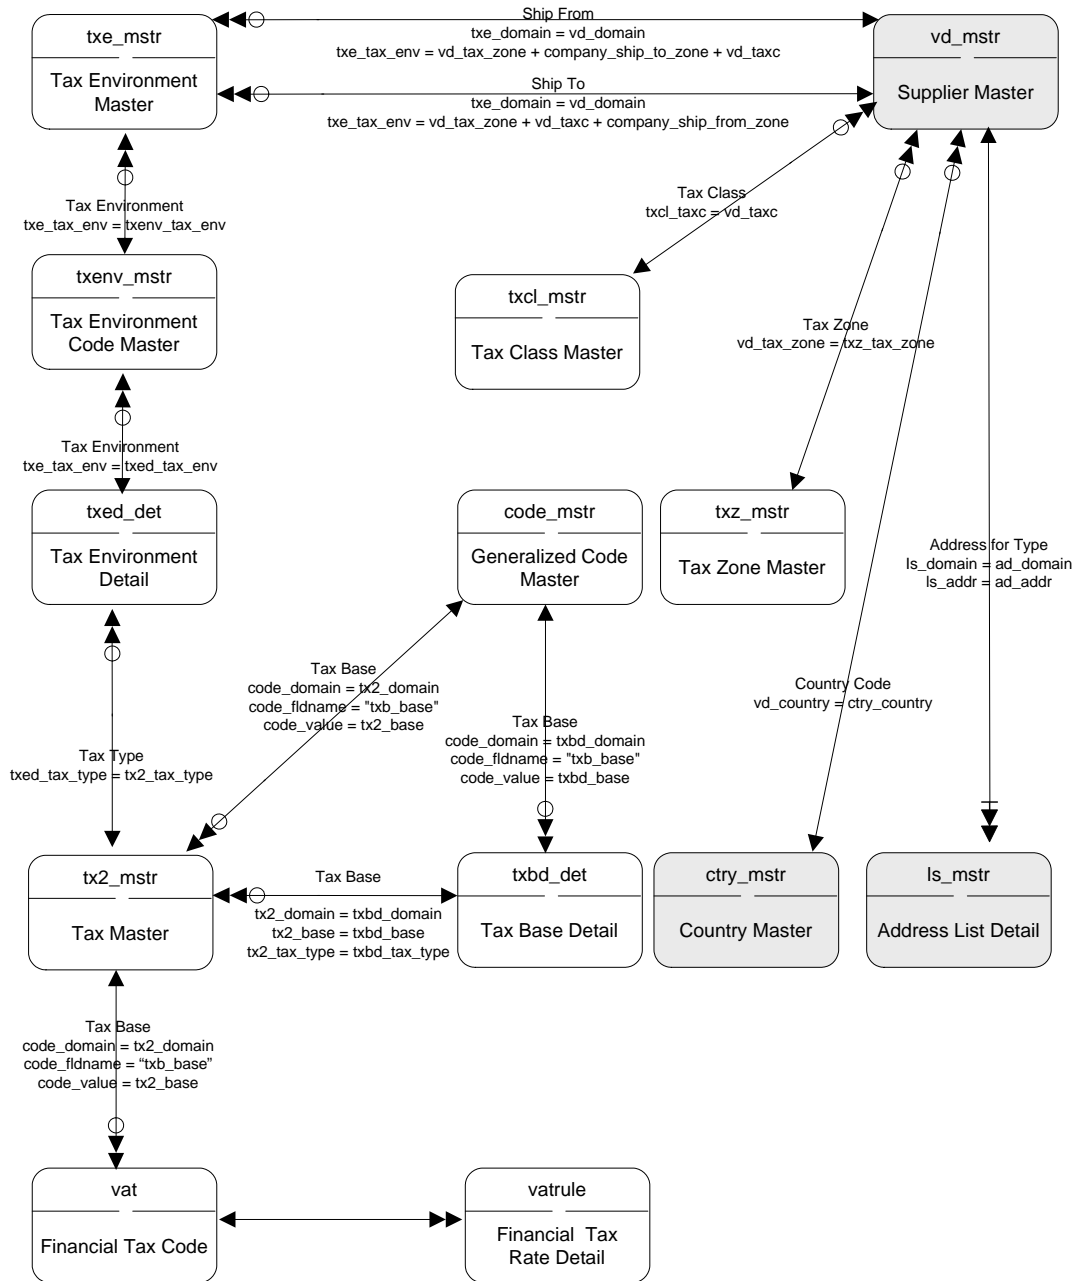 Ship From
txe_domain = vd_domain
txe_tax_env = vd_tax_zone + company_ship_to_zone + vd_taxc
txe_mstr
Tax Environment
Master
vd_mstr
Supplier Master
Ship To
txe_domain = vd_domain
txe_tax_env = vd_tax_zone + vd_taxc + company_ship_from_zone
Tax Environment
txe_tax_env = txenv_tax_env
Tax Class
txcl_taxc = vd_taxc
txenv_mstr
Tax Environment
Code Master
txcl_mstr
Tax Class Master
Tax Zone
vd_tax_zone = txz_tax_zone
Tax Environment
txe_tax_env = txed_tax_env
txed_det
Tax Environment
Detail
code_mstr
Generalized Code
Master
txz_mstr
Tax Zone Master
Address for Type
ls_domain = ad_domain
ls_addr = ad_addr
Tax Base
code_domain = tx2_domain
code_fldname = "txb_base"
code_value = tx2_base
Country Code
vd_country = ctry_country
Tax Base
code_domain = txbd_domain
code_fldname = "txb_base"
code_value = txbd_base
Tax Type
txed_tax_type = tx2_tax_type
tx2_mstr
Tax Master
Tax Base
tx2_domain = txbd_domain
tx2_base = txbd_base
tx2_tax_type = txbd_tax_type
txbd_det
Tax Base Detail
ctry_mstr
Country Master
ls_mstr
Address List Detail
Tax Base
code_domain = tx2_domain
code_fldname = “txb_base”
code_value = tx2_base
vat
Financial Tax Code
vatrule
Financial Tax
Rate Detail